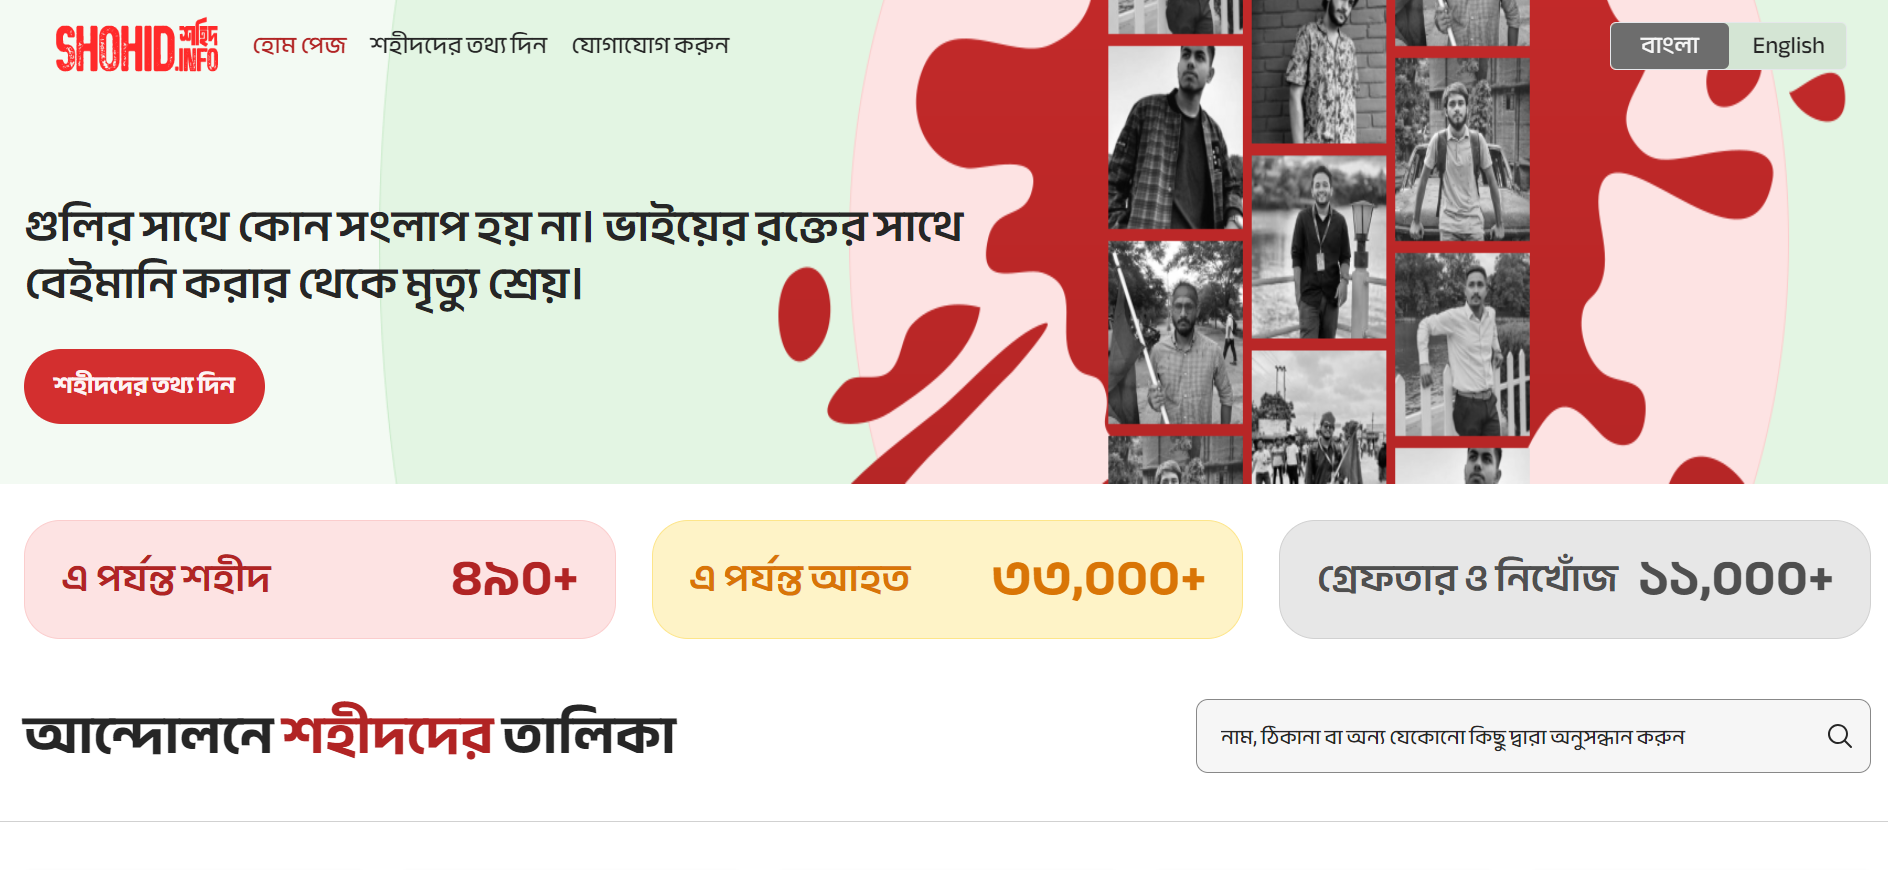 SHOHID.INFO শহিদ
হোম পেজ
শহীদদের তথ্য দিন
যোগাযোগ করুন
বাংলা
English
গুলির সাথে কোন সংলাপ হয় না। ভাইয়ের রক্তের সাথে
বেইমানি করার থেকে মৃত্যু শ্রেয়।
শহীদদের তথ্য দিন
এ পর্যন্ত শহীদ
৪৯০+
এ পর্যন্ত আহত
৩৩,০০০+
গ্রেফতার ও নিখোঁজ
১১,০০০+
আন্দোলনে শহীদদের তালিকা
নাম, ঠিকানা বা অন্য যেকোনো কিছু দ্বারা অনুসন্ধান করুন